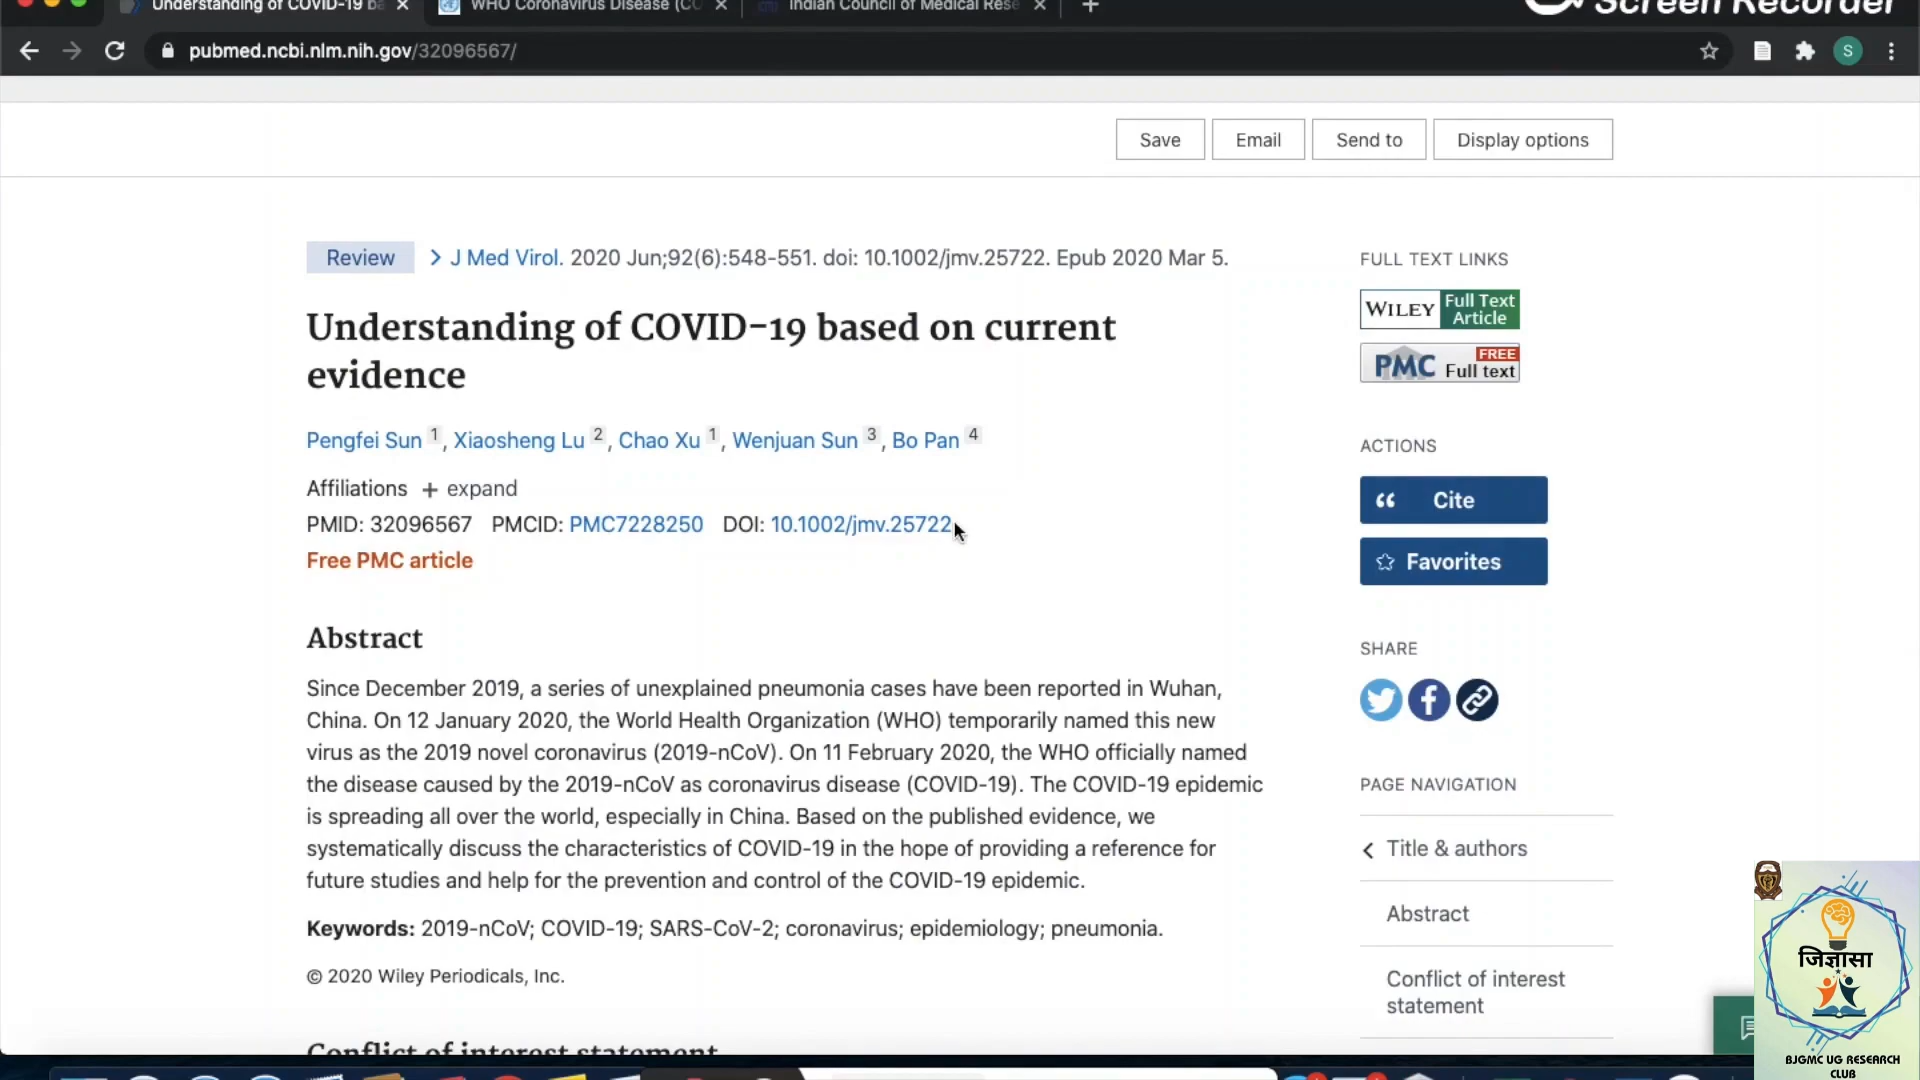 Understanding of COVID-19 ba
WHO Coronavirus Disease (CO
Indian Council of Medical Rese
Screen Recorder
pubmed.ncbi.nlm.nih.gov/32096567/
S
Save
Email
Send to
Display options
Review
J Med Virol. 2020 Jun;92(6):548-551. doi: 10.1002/jmv.25722. Epub 2020 Mar 5.
Understanding of COVID-19 based on current
evidence
Pengfei Sun 1, Xiaosheng Lu 2, Chao Xu 1, Wenjuan Sun 3, Bo Pan 4
Affiliations + expand
PMID: 32096567 PMCID: PMC7228250 DOI: 10.1002/jmv.25722
Free PMC article
Abstract
Since December 2019, a series of unexplained pneumonia cases have been reported in Wuhan,
China. On 12 January 2020, the World Health Organization (WHO) temporarily named this new
virus as the 2019 novel coronavirus (2019-nCoV). On 11 February 2020, the WHO officially named
the disease caused by the 2019-nCoV as coronavirus disease (COVID-19). The COVID-19 epidemic
is spreading all over the world, especially in China. Based on the published evidence, we
systematically discuss the characteristics of COVID-19 in the hope of providing a reference for
future studies and help for the prevention and control of the COVID-19 epidemic.
Keywords: 2019-nCoV; COVID-19; SARS-CoV-2; coronavirus; epidemiology; pneumonia.
© 2020 Wiley Periodicals, Inc.
Conflict of interest statement
FULL TEXT LINKS
WILEY Full Text
Article
PMC FREE
Full text
ACTIONS
Cite
Favorites
SHARE
PAGE NAVIGATION
Title & authors
Abstract
Conflict of interest
statement
जिज्ञासा
BJGMC UG RESEARCH
CLUB